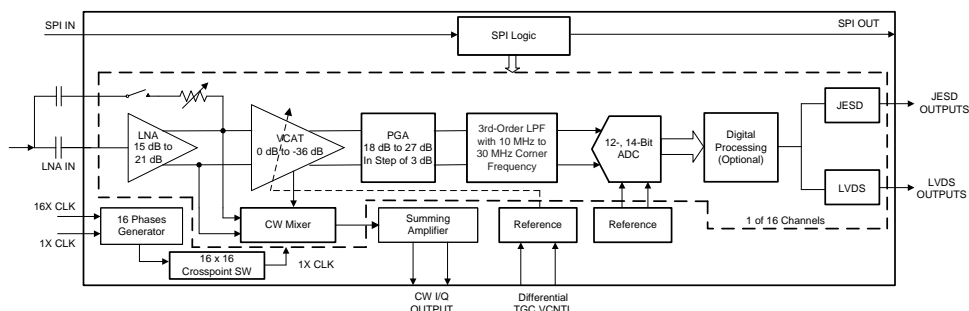 SPI IN
SPI OUT
SPI Logic
LNA IN
LNA
15 dB to
21 dB
VCAT
0 dB to -36 dB
PGA
18 dB to 27 dB
In Step of 3 dB
3rd-Order LPF
with 10 MHz to
30 MHz Corner
Frequency
12-, 14-Bit
ADC
Digital
Processing
(Optional)
JESD
JESD
OUTPUTS
LVDS
LVDS
OUTPUTS
16X CLK
1X CLK
16 Phases
Generator
16 x 16
Crosspoint SW
1X CLK
CW Mixer
Summing
Amplifier
Reference
Reference
1 of 16 Channels
CW I/Q
OUTPUT
Differential
TGC VCNTL